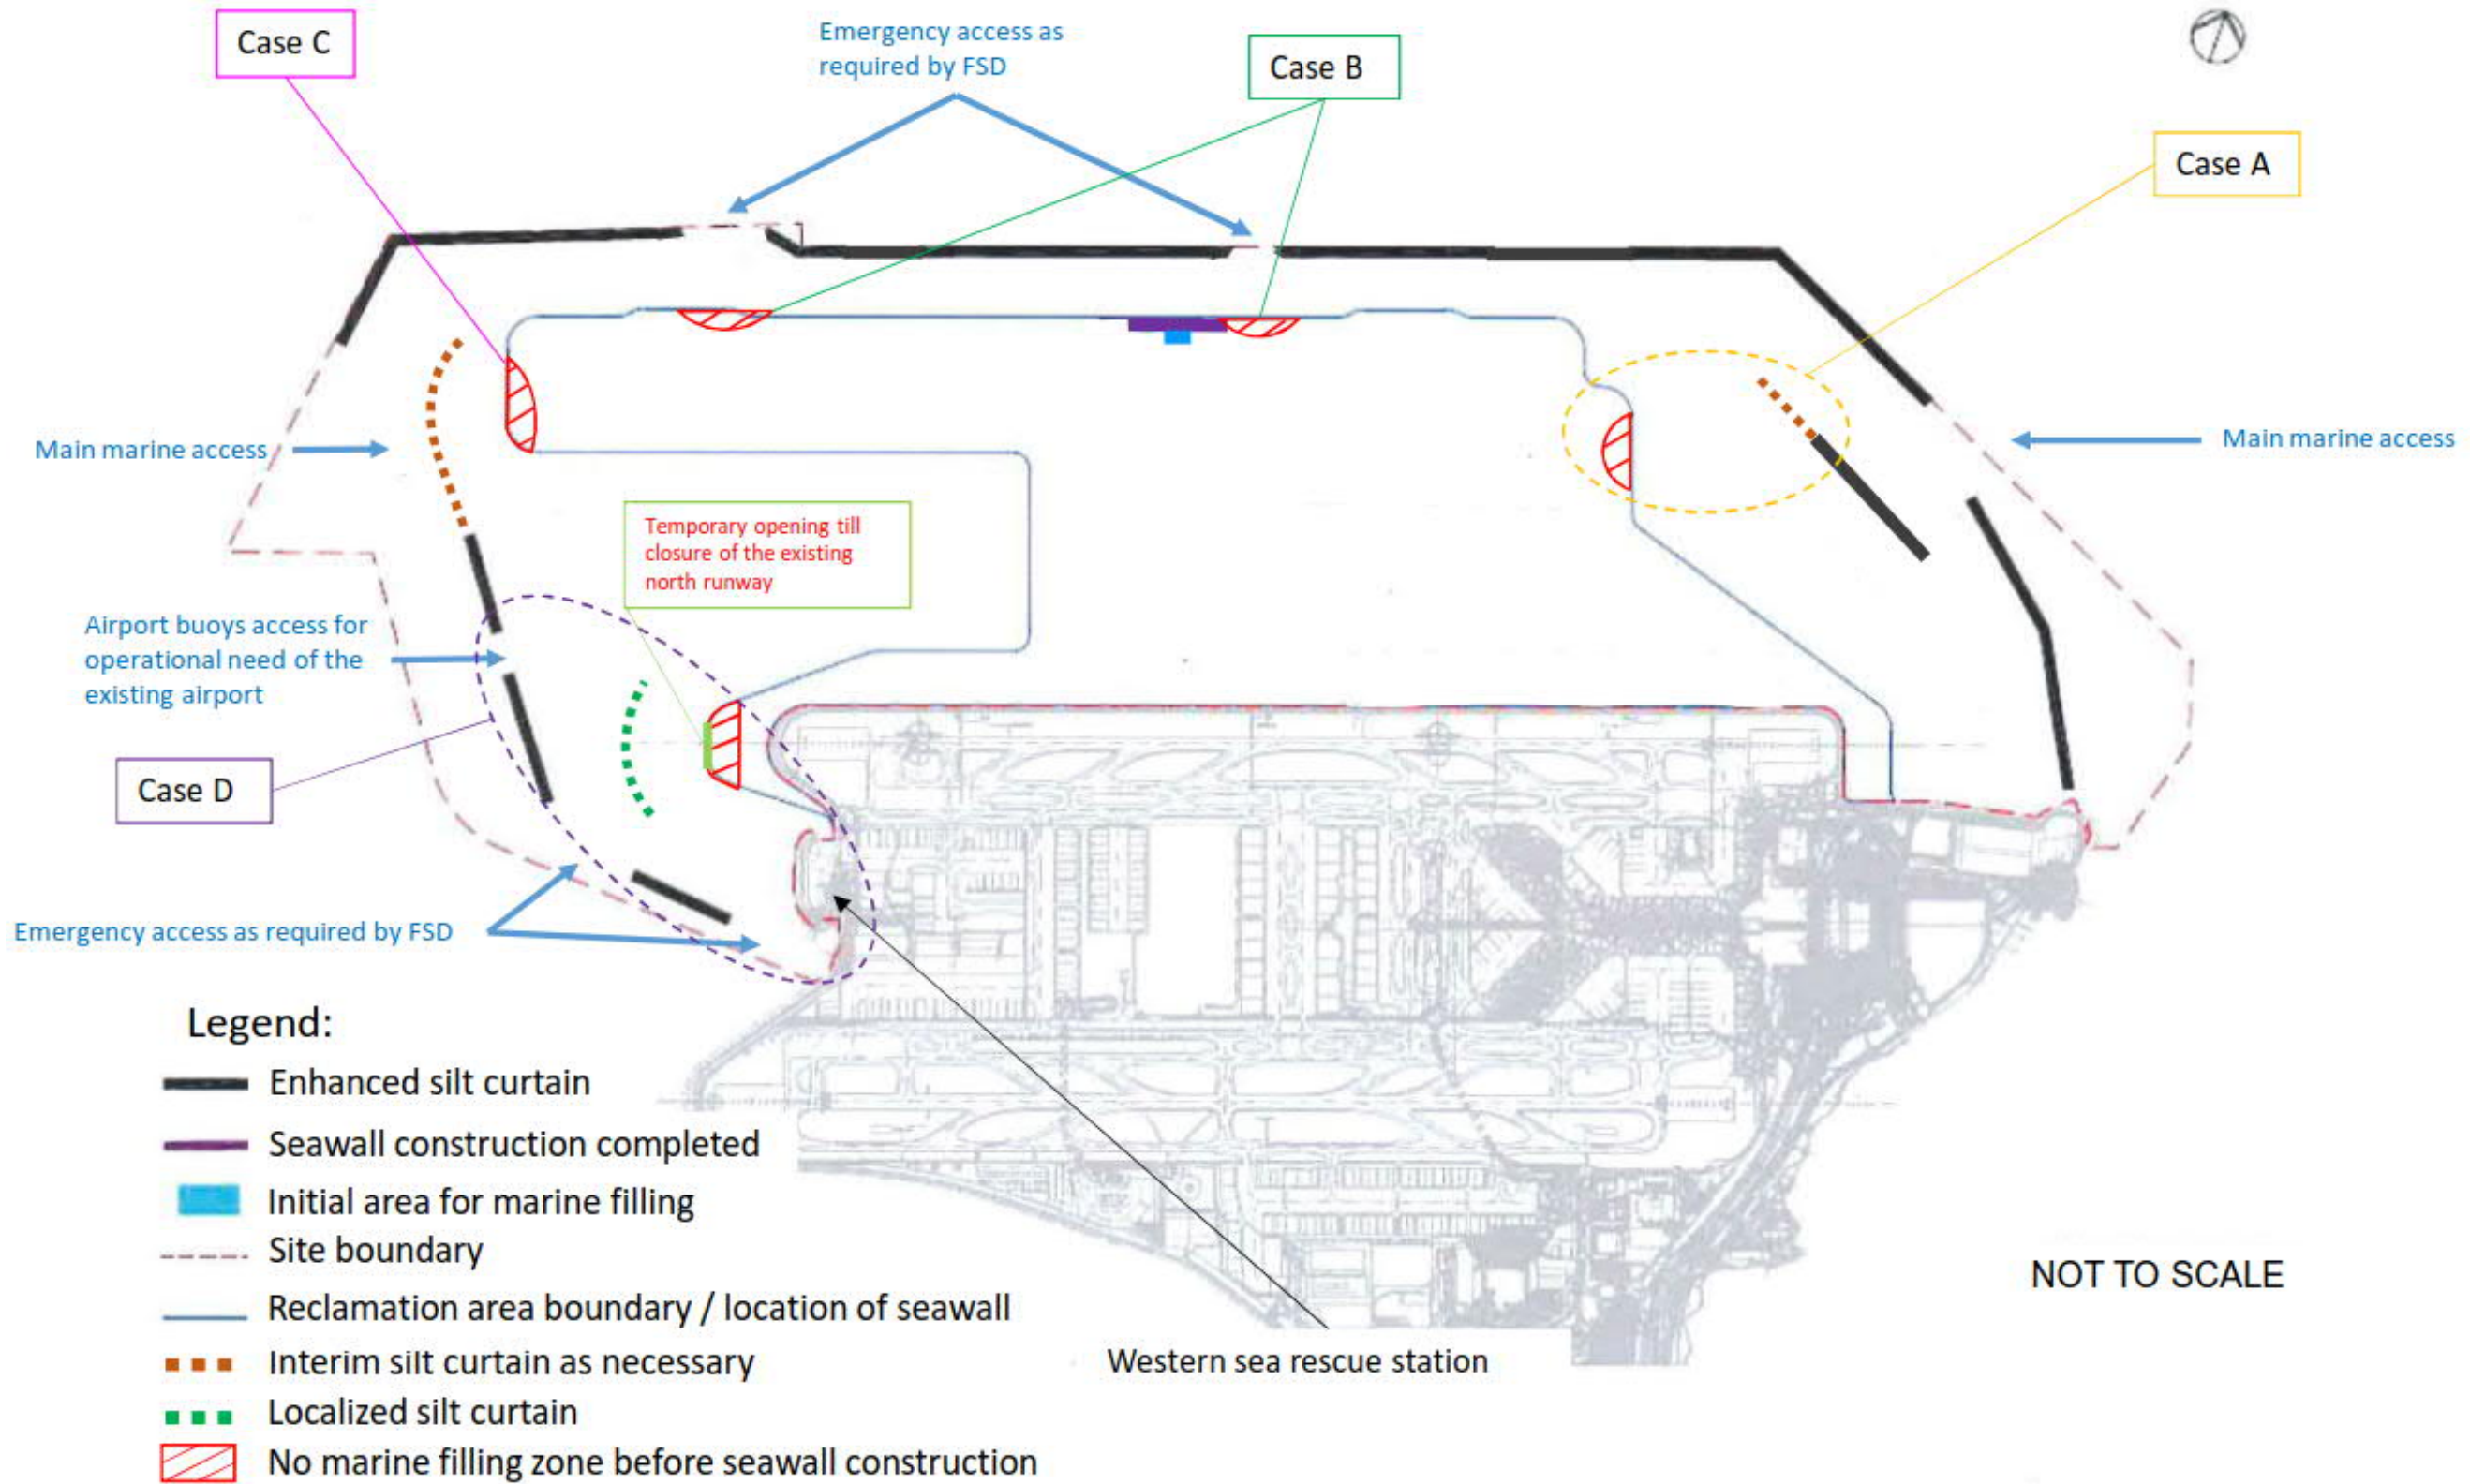 Case C
Emergency access as
required by FSD
Case B
Case A
Main marine access
Main marine access
Temporary opening till
closure of the existing
north runway
Airport buoys access for
operational need of the
existing airport
Case D
Emergency access as required by FSD
Legend:
Enhanced silt curtain
Seawall construction completed
Initial area for marine filling
Site boundary
Reclamation area boundary / location of seawall
Interim silt curtain as necessary
Localized silt curtain
No marine filling zone before seawall construction
Western sea rescue station
NOT TO SCALE